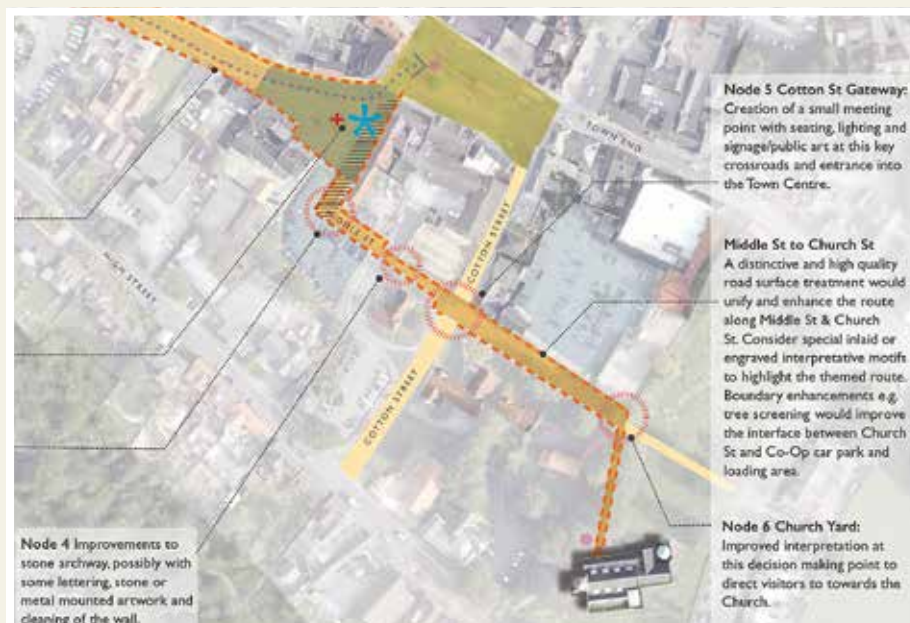 Node 5 Cotton St Gateway:
Creation of a small meeting
point with seating, lighting and
signage/public art at this key
crossroads and entrance into
the Town Centre.
TOWN END
MIDDLE ST
COTTON STREET
HIGH STREET
COTTON STREET
Middle St to Church St
A distinctive and high quality
road surface treatment would
unify and enhance the route
along Middle St & Church
St. Consider special inlaid or
engraved interpretative motifs
to highlight the themed route.
Boundary enhancements e.g.
tree screening would improve
the interface between Church
St and Co-Op car park and
loading area.
Node 4 Improvements to
stone archway, possibly with
some lettering, stone or
metal mounted artwork and
cleaning of the wall.
Node 6 Church Yard:
Improved interpretation at
this decision making point to
direct visitors to towards the
Church.